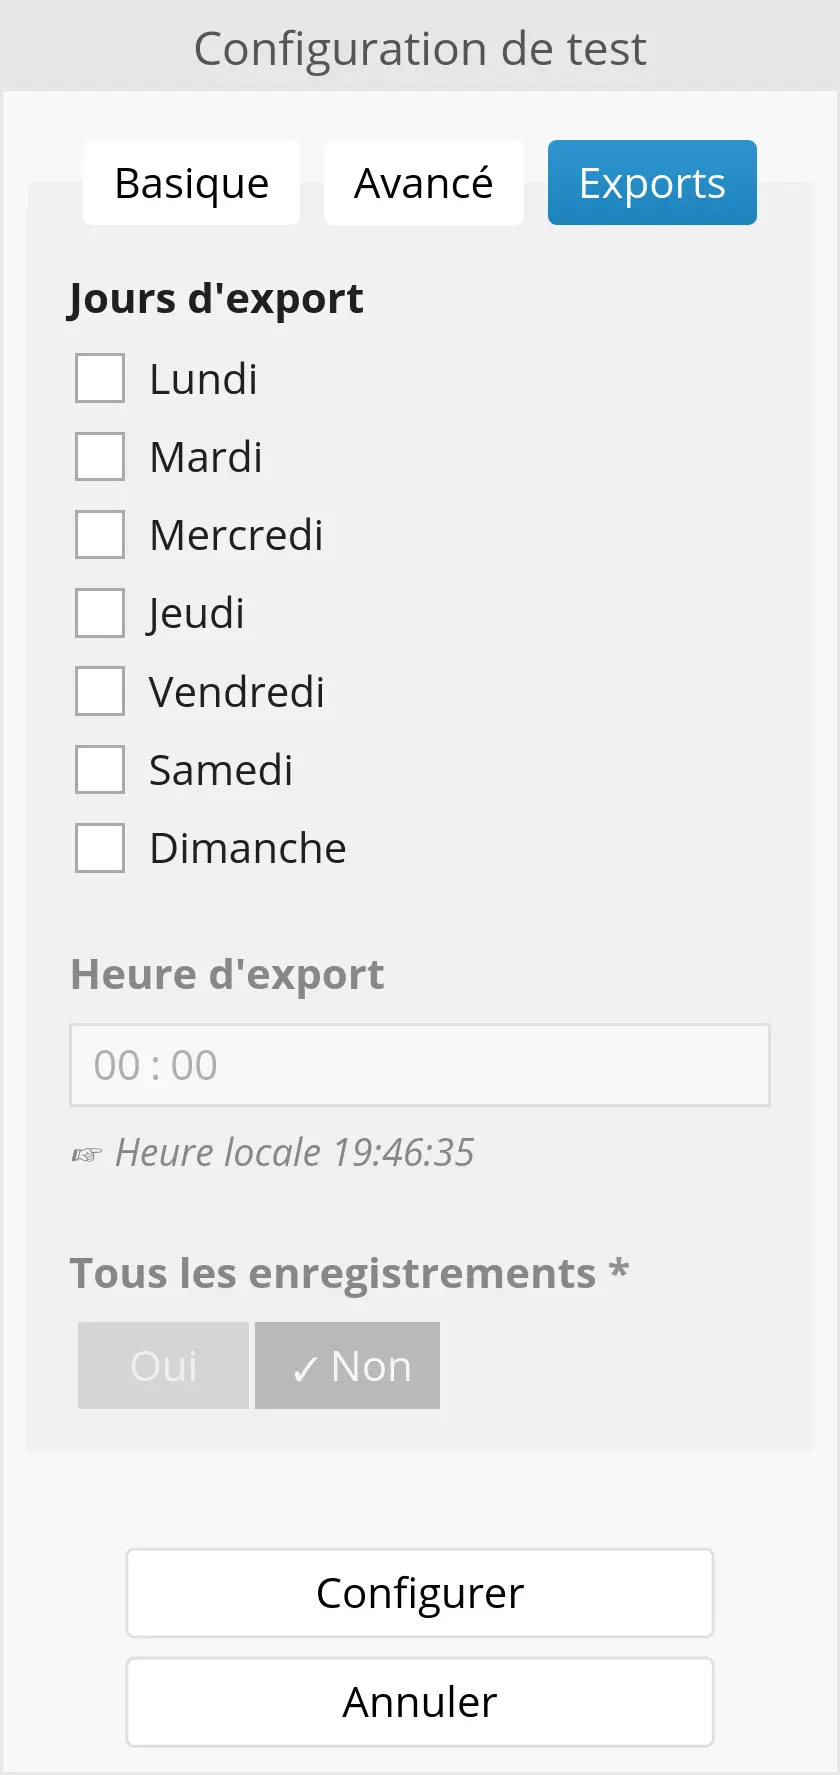 Configuration de test
Basique Avancé Exports
Jours d'export
Lundi
Mardi
Mercredi
Jeudi
Vendredi
Samedi
Dimanche
Heure d'export
00 : 00
☞ Heure locale 19:46:35
Tous les enregistrements *
Oui ✓ Non
Configurer
Annuler